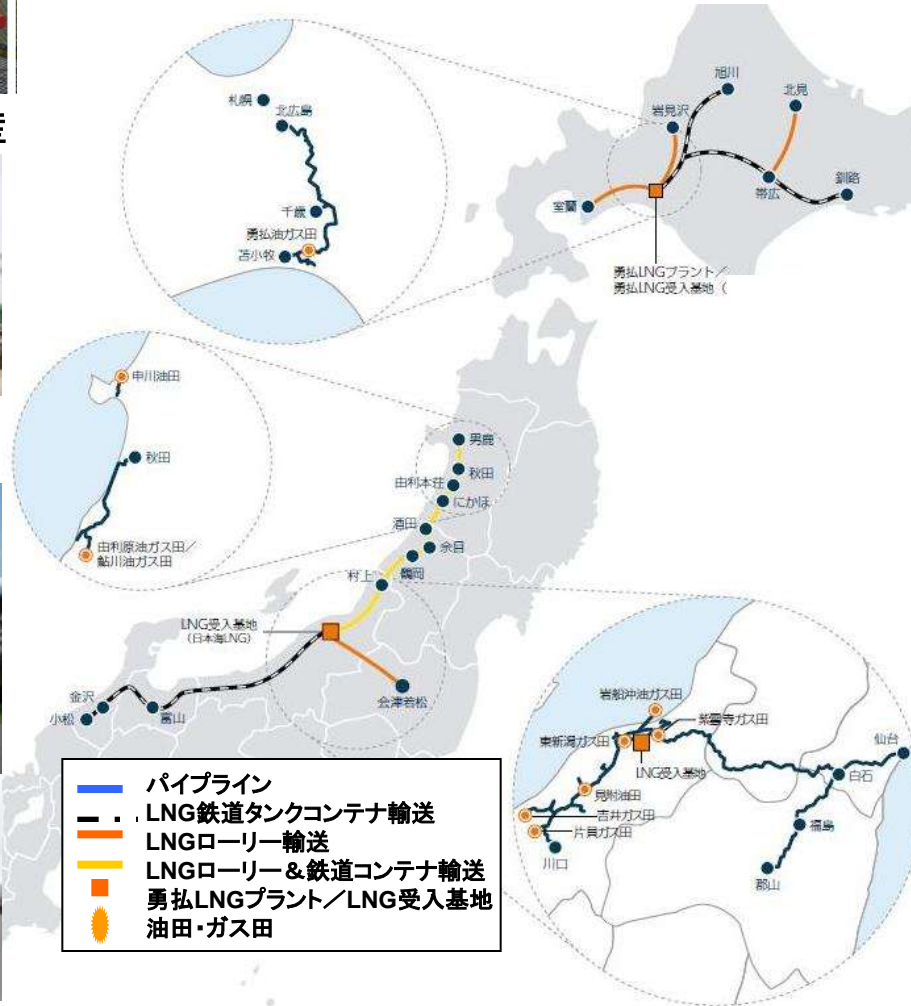 産
札幌
北広島
千歳
勇払油ガス田
苫小牧
旭川
北見
岩見沢
帯広
釧路
室蘭
勇払LNGプラント／
勇払LNG受入基地（
申川油田
秋田
由利原油ガス田／
鮎川油ガス田
男鹿
秋田
由利本荘
にかほ
酒田
余目
鶴岡
村上
LNG受入基地
（日本海LNG）
会津若松
金沢
小松
富山
岩船沖油ガス田
紫雲寺ガス田
東新潟ガス田
LNG受入基地
仙台
白石
見附油田
吉井ガス田
片貝ガス田
川口
福島
郡山
パイプライン
LNG鉄道タンクコンテナ輸送
LNGローリー輸送
LNGローリー＆鉄道コンテナ輸送
勇払LNGプラント／LNG受入基地
油田・ガス田